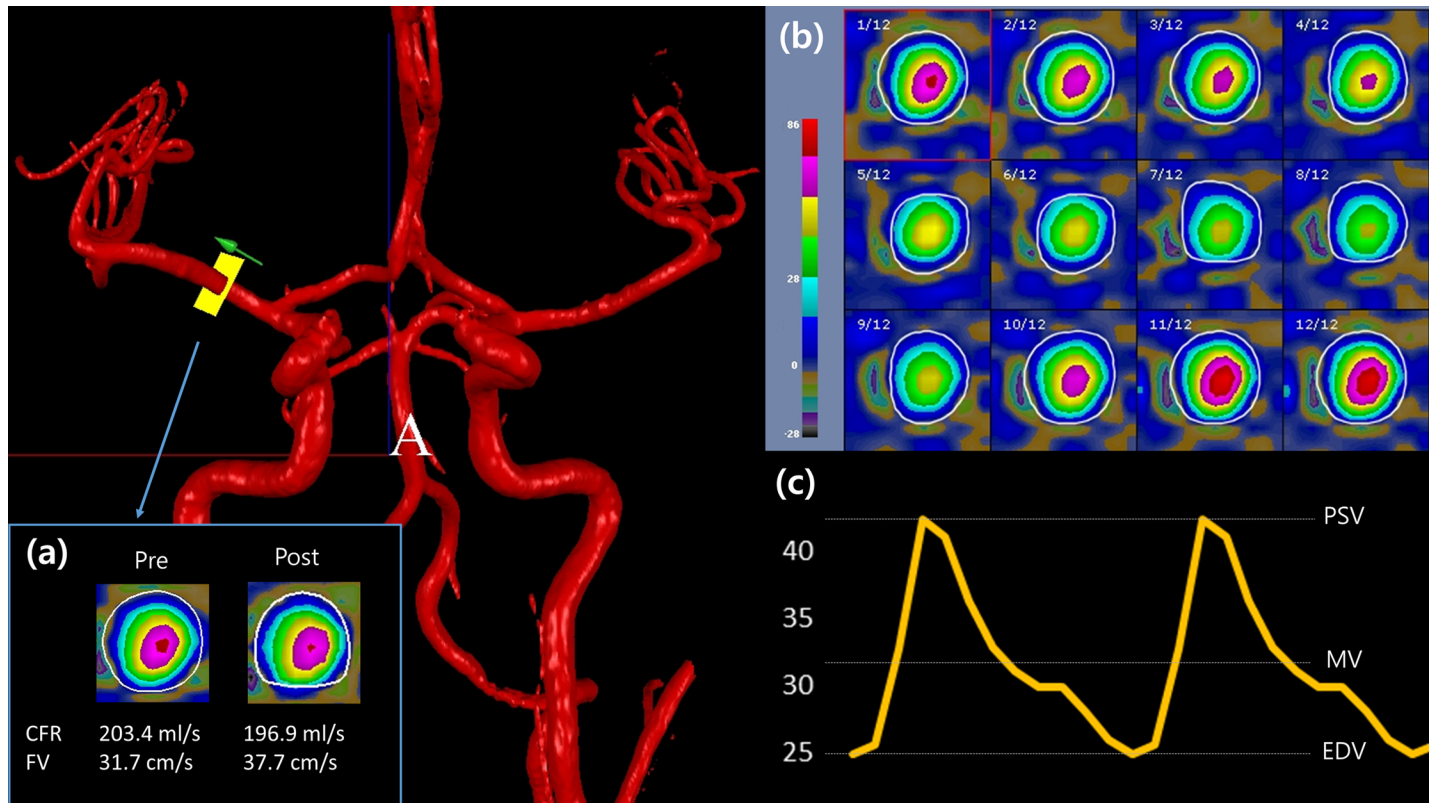 A
(a)
Pre Post
CFR 203.4 ml/s 196.9 ml/s
FV 31.7 cm/s 37.7 cm/s
(b)
86
28
0
-28
1/12 2/12 3/12 4/12
5/12 6/12 7/12 8/12
9/12 10/12 11/12 12/12
(c)
PSV
40
35
MV
30
25 EDV